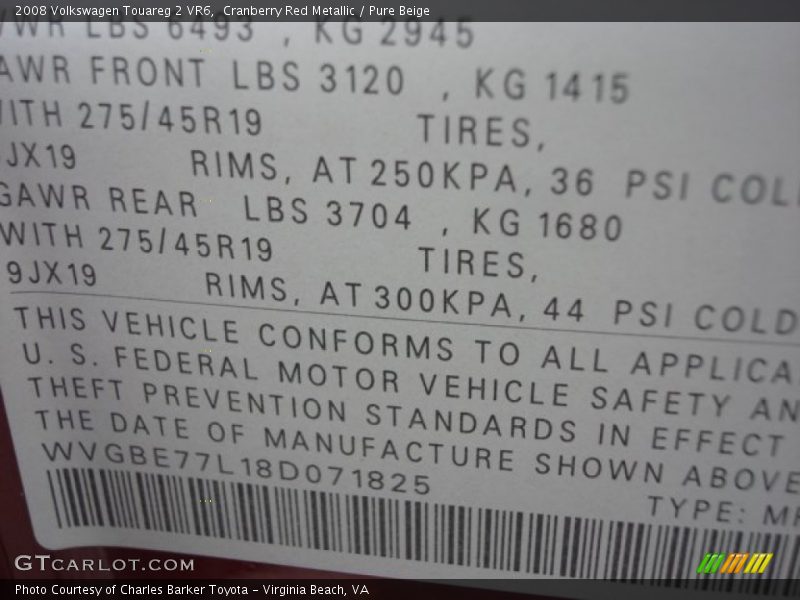 2008 Volkswagen Touareg 2 VR6, Cranberry Red Metallic / Pure Beige
LBS 6493 , KG 2945
AWR FRONT LBS 3120 , KG 1415
ITH 275/45R19 TIRES,
JX19 RIMS, AT 250KPA, 36 PSI COL
GAWR REAR LBS 3704 , KG 1680
WITH 275/45R19 TIRES,
9JX19 RIMS, AT 300KPA, 44 PSI COLD
THIS VEHICLE CONFORMS TO ALL APPLICA
U. S. FEDERAL MOTOR VEHICLE SAFETY AN
THEFT PREVENTION STANDARDS IN EFFECT
THE DATE OF MANUFACTURE SHOWN ABOVE
WVGBE77L18D071825
TYPE: M
GTCARLOT.COM
Photo Courtesy of Charles Barker Toyota - Virginia Beach, VA